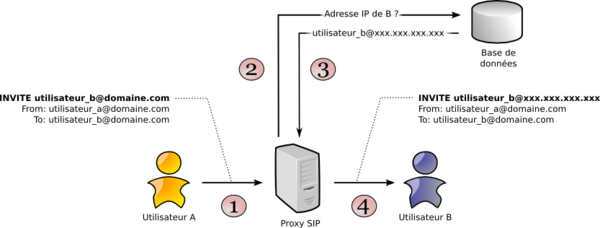 Adresse IP de B ?
utilisateur_b@xxx.xxx.xxx.xxx
Base de
données
2
3
INVITE utilisateur_b@domaine.com
From: utilisateur_a@domaine.com
To: utilisateur_b@domaine.com
INVITE utilisateur_b@xxx.xxx.xxx.xxx
From: utilisateur_a@domaine.com
To: utilisateur_b@domaine.com
1
4
Utilisateur A
Proxy SIP
Utilisateur B